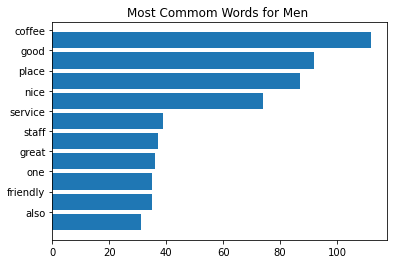 Most Commom Words for Men
coffee
good
place
nice
service
staff
great
one
friendly
also
0 20 40 60 80 100